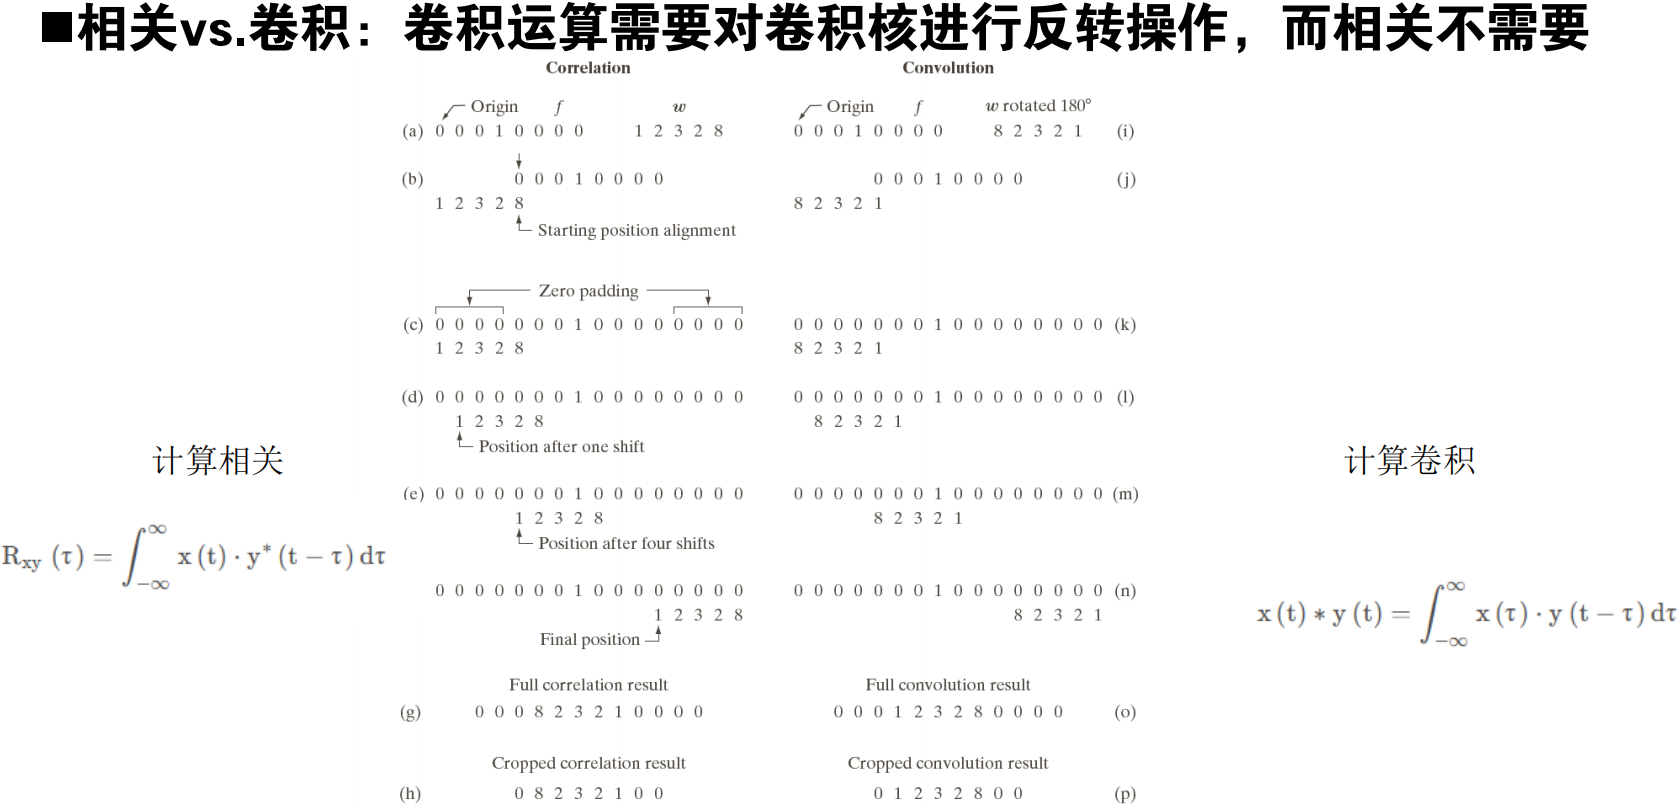 ■相关vs.卷积：卷积运算需要对卷积核进行反转操作，而相关不需要
Correlation Convolution
Origin f w Origin f w rotated 180°
(a) 0 0 0 1 0 0 0 0 1 2 3 2 8 0 0 0 1 0 0 0 0 8 2 3 2 1 (i)
(b) 0 0 0 1 0 0 0 0 0 0 0 1 0 0 0 0 (j)
1 2 3 2 8 8 2 3 2 1
Starting position alignment
Zero padding
(c) 0 0 0 0 0 0 0 1 0 0 0 0 0 0 0 0 0 0 0 0 0 0 0 1 0 0 0 0 0 0 0 0 (k)
1 2 3 2 8 8 2 3 2 1
(d) 0 0 0 0 0 0 0 1 0 0 0 0 0 0 0 0 0 0 0 0 0 0 0 1 0 0 0 0 0 0 0 0 (l)
1 2 3 2 8 8 2 3 2 1
Position after one shift
计算相关 计算卷积
(e) 0 0 0 0 0 0 0 1 0 0 0 0 0 0 0 0 0 0 0 0 0 0 0 1 0 0 0 0 0 0 0 0 (m)
1 2 3 2 8 8 2 3 2 1
Position after four shifts
Rxy (τ) = ∫_{−∞}^{∞} x (t) · y* (t − τ) dτ
0 0 0 0 0 0 0 1 0 0 0 0 0 0 0 0 0 0 0 0 0 0 0 1 0 0 0 0 0 0 0 0 (n)
1 2 3 2 8 8 2 3 2 1
x (t) ∗ y (t) = ∫_{−∞}^{∞} x (τ) · y (t − τ) dτ
Final position
Full correlation result Full convolution result
(g) 0 0 0 8 2 3 2 1 0 0 0 0 0 0 0 1 2 3 2 8 0 0 0 0 (o)
Cropped correlation result Cropped convolution result
(h) 0 8 2 3 2 1 0 0 0 1 2 3 2 8 0 0 (p)